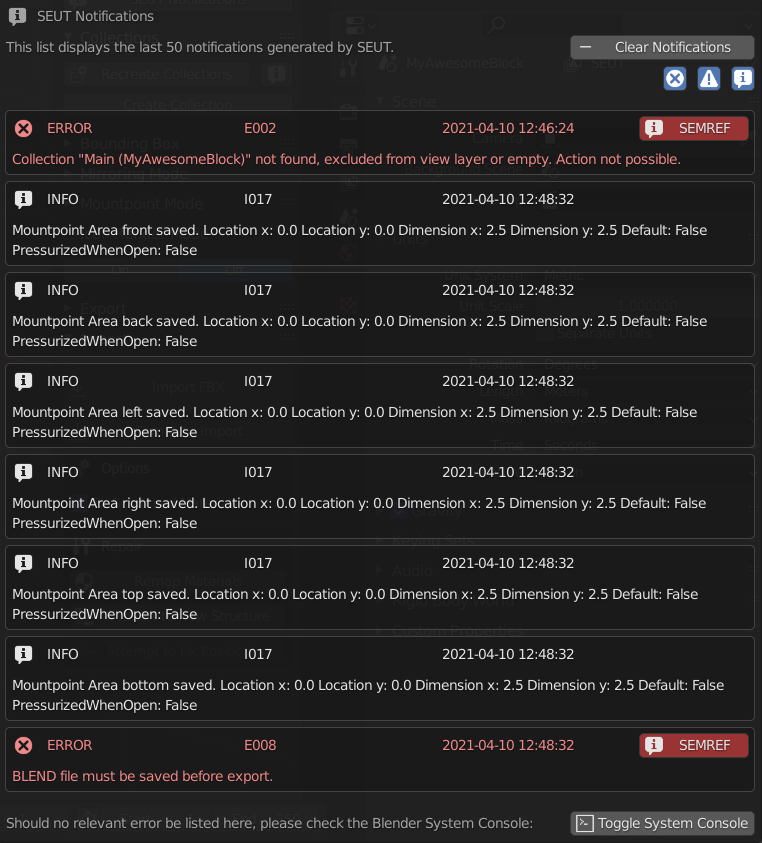 SEUT Notifications
This list displays the last 50 notifications generated by SEUT.
Clear Notifications
ERROR E002 2021-04-10 12:46:24 SEMREF
Collection "Main (MyAwesomeBlock)" not found, excluded from view layer or empty. Action not possible.
INFO I017 2021-04-10 12:48:32
Mountpoint Area front saved. Location x: 0.0 Location y: 0.0 Dimension x: 2.5 Dimension y: 2.5 Default: False
PressurizedWhenOpen: False
INFO I017 2021-04-10 12:48:32
Mountpoint Area back saved. Location x: 0.0 Location y: 0.0 Dimension x: 2.5 Dimension y: 2.5 Default: False
PressurizedWhenOpen: False
INFO I017 2021-04-10 12:48:32
Mountpoint Area left saved. Location x: 0.0 Location y: 0.0 Dimension x: 2.5 Dimension y: 2.5 Default: False
PressurizedWhenOpen: False
INFO I017 2021-04-10 12:48:32
Mountpoint Area right saved. Location x: 0.0 Location y: 0.0 Dimension x: 2.5 Dimension y: 2.5 Default: False
PressurizedWhenOpen: False
INFO I017 2021-04-10 12:48:32
Mountpoint Area top saved. Location x: 0.0 Location y: 0.0 Dimension x: 2.5 Dimension y: 2.5 Default: False
PressurizedWhenOpen: False
INFO I017 2021-04-10 12:48:32
Mountpoint Area bottom saved. Location x: 0.0 Location y: 0.0 Dimension x: 2.5 Dimension y: 2.5 Default: False
PressurizedWhenOpen: False
ERROR E008 2021-04-10 12:48:32 SEMREF
BLEND file must be saved before export.
Should no relevant error be listed here, please check the Blender System Console:
Toggle System Console